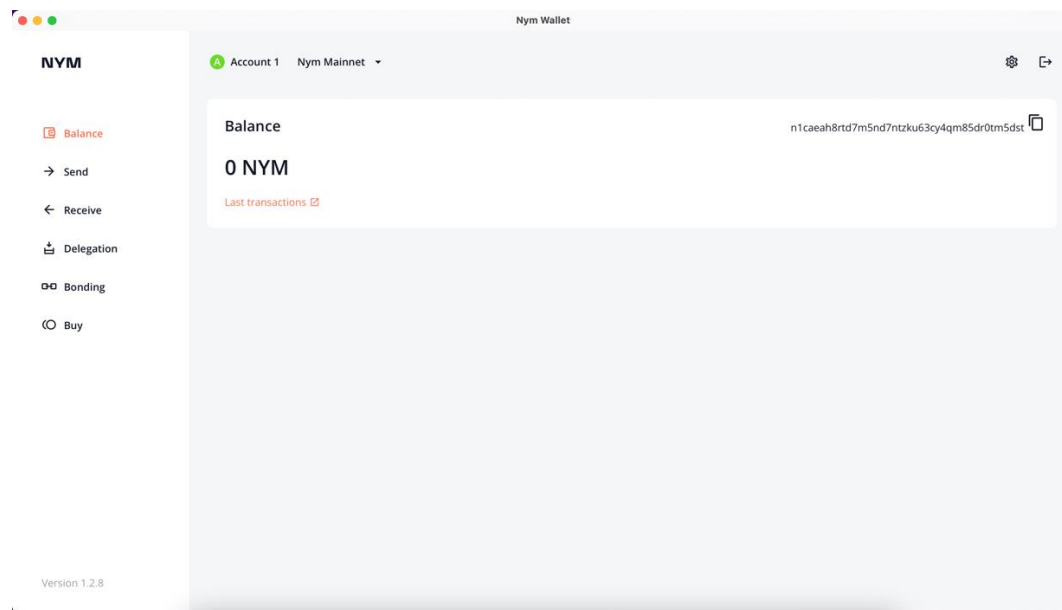 Nym Wallet
NYM
A Account 1 Nym Mainnet
Balance
Send
Receive
Delegation
Bonding
Buy
Version 1.2.8
Balance
n1caeah8rtd7m5nd7ntzku63cy4qm85dr0tm5dst
0 NYM
Last transactions